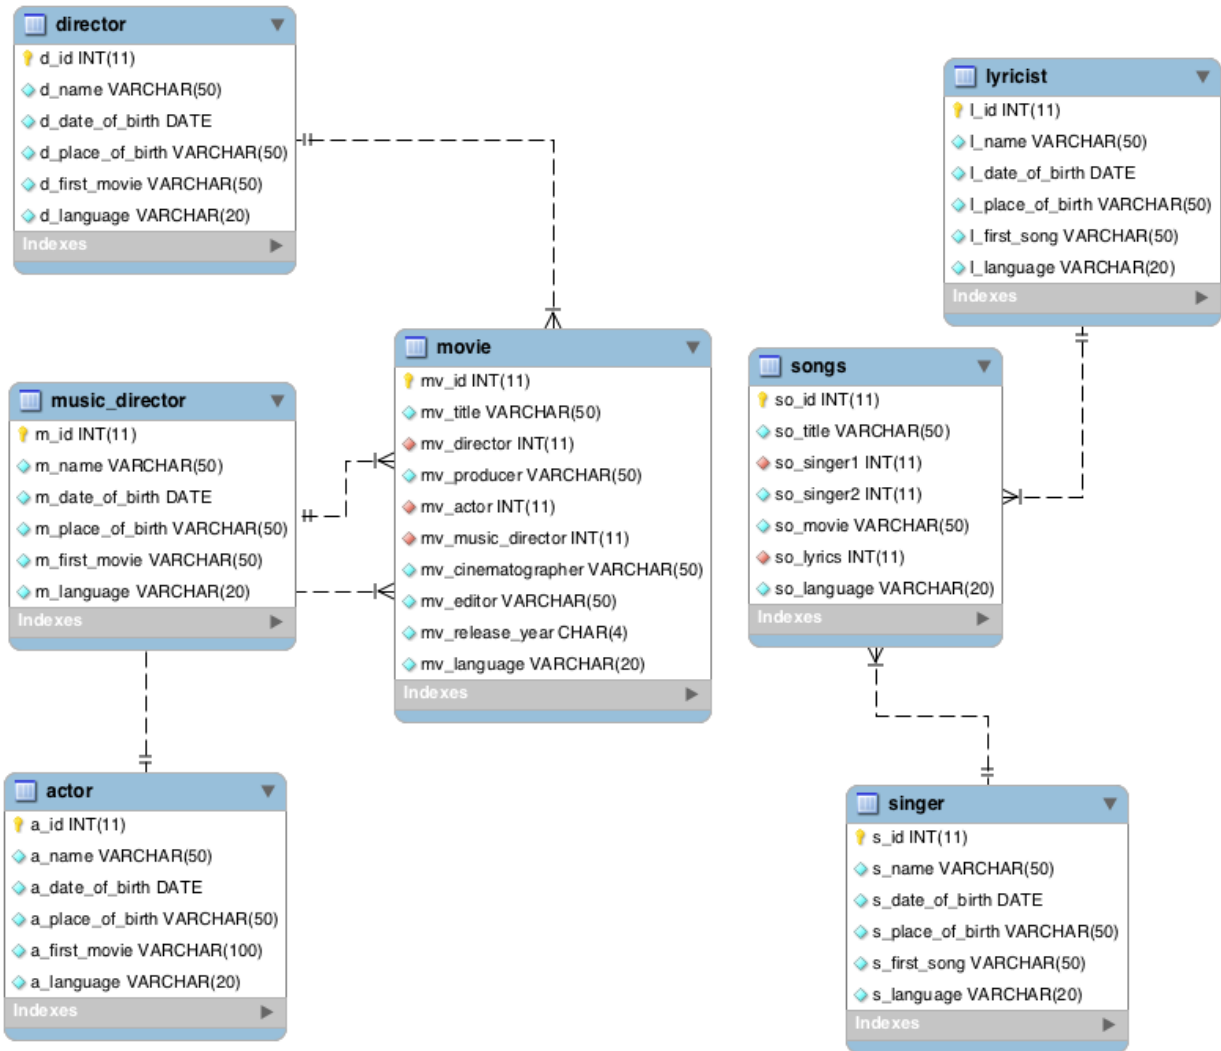 director
d_id INT(11)
d_name VARCHAR(50)
d_date_of_birth DATE
d_place_of_birth VARCHAR(50)
d_first_movie VARCHAR(50)
d_language VARCHAR(20)
Indexes
lyricist
l_id INT(11)
l_name VARCHAR(50)
l_date_of_birth DATE
l_place_of_birth VARCHAR(50)
l_first_song VARCHAR(50)
l_language VARCHAR(20)
Indexes
movie
mv_id INT(11)
mv_title VARCHAR(50)
mv_director INT(11)
mv_producer VARCHAR(50)
mv_actor INT(11)
mv_music_director INT(11)
mv_cinematographer VARCHAR(50)
mv_editor VARCHAR(50)
mv_release_year CHAR(4)
mv_language VARCHAR(20)
Indexes
songs
so_id INT(11)
so_title VARCHAR(50)
so_singer1 INT(11)
so_singer2 INT(11)
so_movie VARCHAR(50)
so_lyrics INT(11)
so_language VARCHAR(20)
Indexes
music_director
m_id INT(11)
m_name VARCHAR(50)
m_date_of_birth DATE
m_place_of_birth VARCHAR(50)
m_first_movie VARCHAR(50)
m_language VARCHAR(20)
Indexes
actor
a_id INT(11)
a_name VARCHAR(50)
a_date_of_birth DATE
a_place_of_birth VARCHAR(50)
a_first_movie VARCHAR(100)
a_language VARCHAR(20)
Indexes
singer
s_id INT(11)
s_name VARCHAR(50)
s_date_of_birth DATE
s_place_of_birth VARCHAR(50)
s_first_song VARCHAR(50)
s_language VARCHAR(20)
Indexes